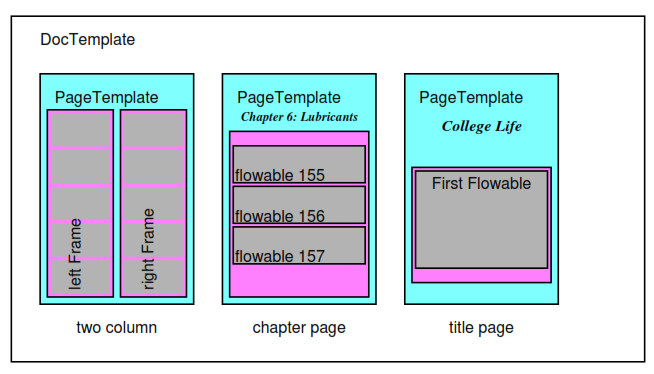 DocTemplate
PageTemplate
left Frame
right Frame
two column
PageTemplate
Chapter 6: Lubricants
flowable 155
flowable 156
flowable 157
chapter page
PageTemplate
College Life
First Flowable
title page